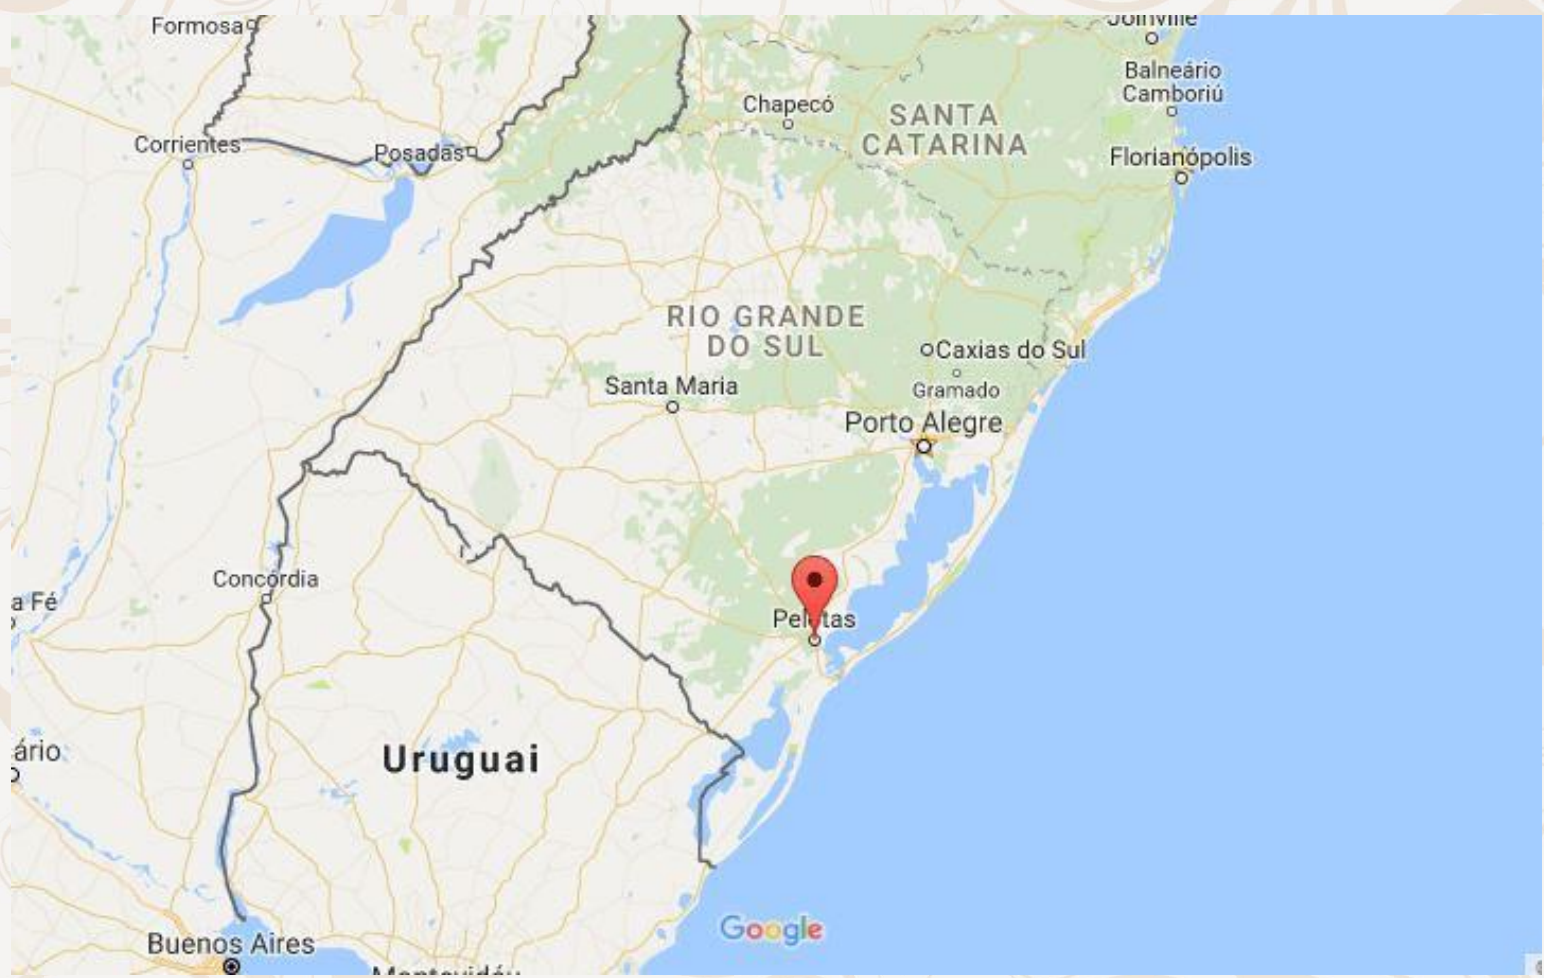 Formosa
Joinville
Balneário
Camboriú
Chapecó
SANTA
CATARINA
Corrientes
Posadas
Florianópolis
RIO GRANDE
DO SUL
Caxias do Sul
Santa Maria
Gramado
Porto Alegre
Concórdia
a Fé
Pelotas
ário
Uruguai
Google
Buenos Aires
Montevidéu